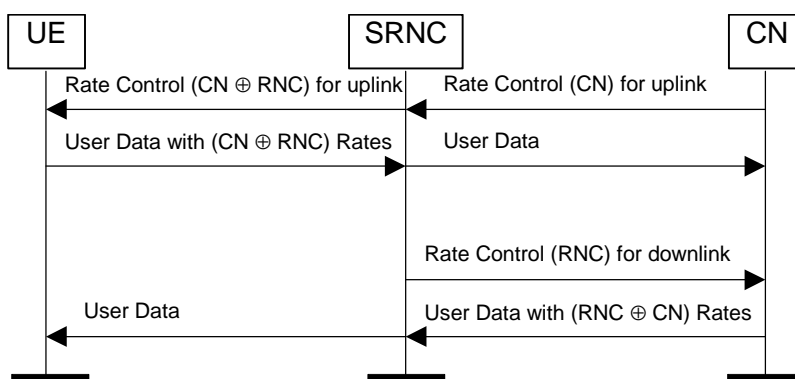 UE
SRNC
CN
Rate Control (CN ⊕ RNC) for uplink
Rate Control (CN) for uplink
User Data with (CN ⊕ RNC) Rates
User Data
Rate Control (RNC) for downlink
User Data
User Data with (RNC ⊕ CN) Rates